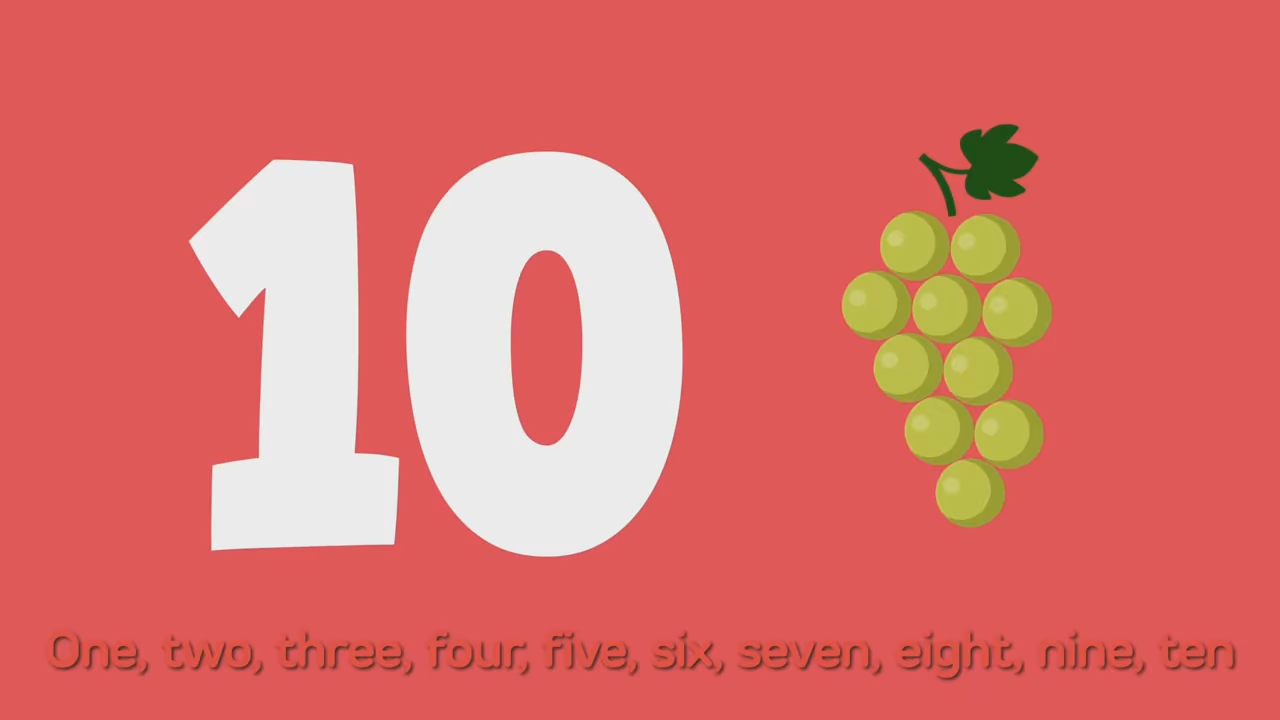 10
One, two, three, four, five, six, seven, eight, nine, ten